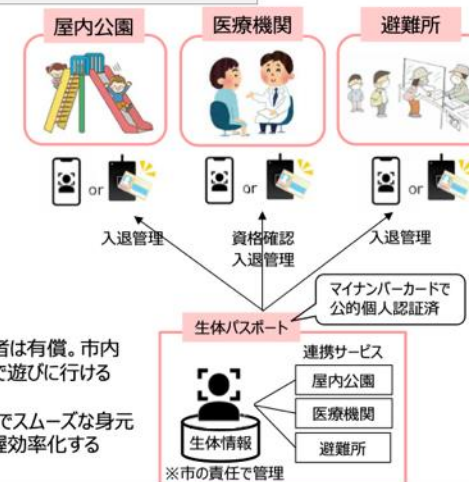 屋内公園
医療機関
避難所
or
or
or
入退管理
資格確認
入退管理
入退管理
マイナンバーカードで
公的個人認証済
生体パスポート
者は有償。市内
で遊びに行ける
でスムーズな身元
握効率化する
連携サービス
屋内公園
医療機関
避難所
生体情報
※市の責任で管理